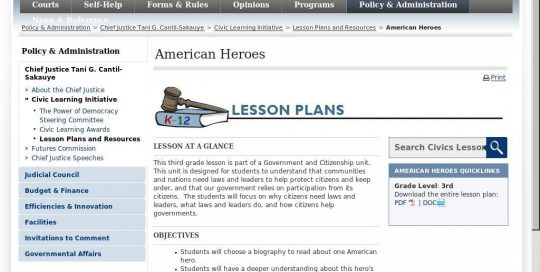 Courts Self-Help Forms & Rules Opinions Programs Policy & Administration
News & Reference
Policy & Administration > Chief Justice Tani G. Cantil-Sakauye > Civic Learning Initiative > Lesson Plans and Resources > American Heroes
Policy & Administration
Chief Justice Tani G. Cantil-
Sakauye
About the Chief Justice
Civic Learning Initiative
The Power of Democracy
Steering Committee
Civic Learning Awards
Lesson Plans and Resources
Futures Commission
Chief Justice Speeches
Judicial Council
Budget & Finance
Efficiencies & Innovation
Facilities
Invitations to Comment
Governmental Affairs
American Heroes
Print
K-12
LESSON PLANS
LESSON AT A GLANCE
This third grade lesson is part of a Government and Citizenship unit.
This unit is designed for students to understand that communities
and nations need laws and leaders to help protect citizens and keep
order, and that our government relies on participation from its
citizens. The students will focus on why citizens need laws and
leaders, what laws and leaders do, and how citizens help
governments.
OBJECTIVES
• Students will choose a biography to read about one American
hero.
• Students will have a deeper understanding about this hero's
Search Civics Lesson
AMERICAN HEROES QUICKLINKS
Grade Level: 3rd
Download the entire lesson plan:
PDF | DOC